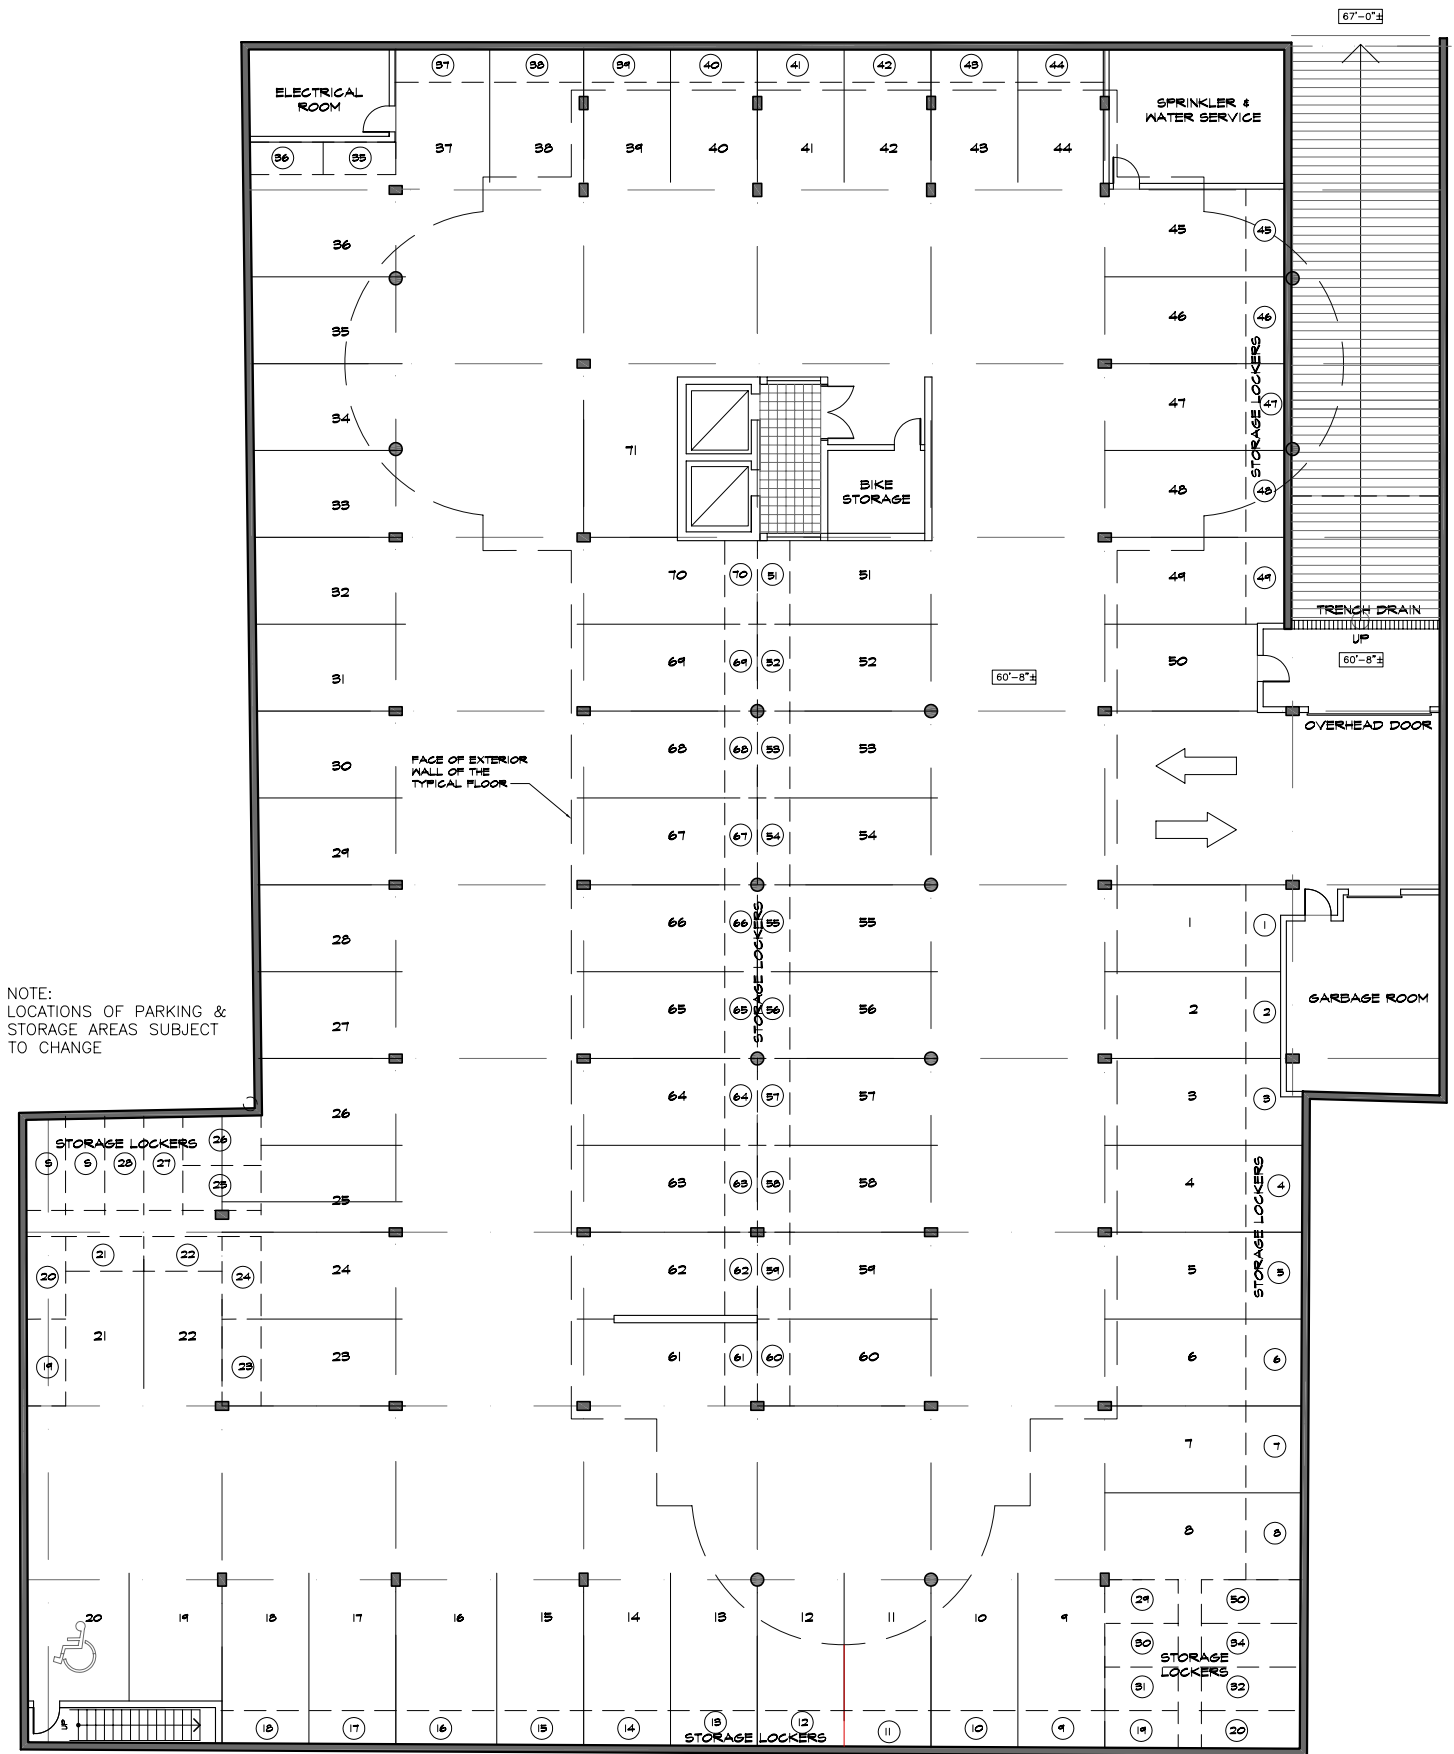 67'-0"±
37 38 39 40 41 42 43 44
ELECTRICAL
ROOM
SPRINKLER &
WATER SERVICE
37 38 39 40 41 42 43 44
36 35
36
45 45
35
46 46
STORAGE LOCKERS
34
47 47
71
33
BIKE
STORAGE
48 48
32
70 70 51 51
49 49
TRENCH DRAIN
UP
60'-8"±
31
69 69 52 52
60'-8"±
50
OVERHEAD DOOR
30
FACE OF EXTERIOR
WALL OF THE
TYPICAL FLOOR
68 68 53 53
29
67 67 54 54
28
66 66 55 55
1 1
STORAGE LOCKERS
NOTE:
LOCATIONS OF PARKING &
STORAGE AREAS SUBJECT
TO CHANGE
27
65 65 56 56
2 2
GARBAGE ROOM
26
64 64 57 57
3 3
STORAGE LOCKERS
S S 28 27 26
25
25
63 63 58 58
4 4
STORAGE LOCKERS
20 21 22 24
24
62 62 59 59
5 5
19 21 22 23
23
61 61 60 60
6 6
7 7
8 8
20 19 18 17 16 15 14 13 12 11 10 9
29 50
30 34
STORAGE
LOCKERS
31 32
UP
18 17 16 15 14 13 12 11 10 9 19 20
STORAGE LOCKERS